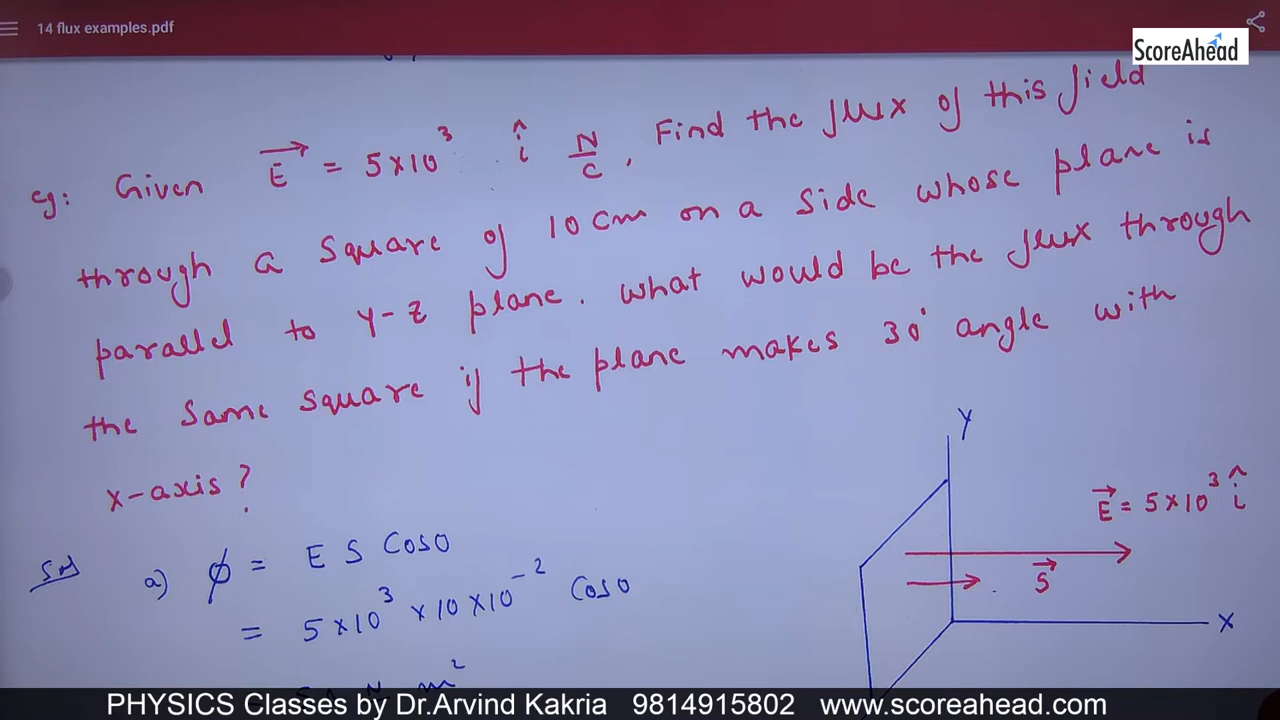 14 flux examples.pdf
ScoreAhead
eg: Given E = 5×10³ î N/C, Find the flux of this field
through a square of 10 cm on a side whose plane is
parallel to Y-Z plane. What would be the flux through
the same square if the plane makes 30° angle with
x-axis?
Y
E = 5×10³ î
Sol a) ϕ = E S Cos0
S
= 5×10³ × 10×10⁻² Cos0
X
m²
PHYSICS Classes by Dr.Arvind Kakria 9814915802 www.scoreahead.com